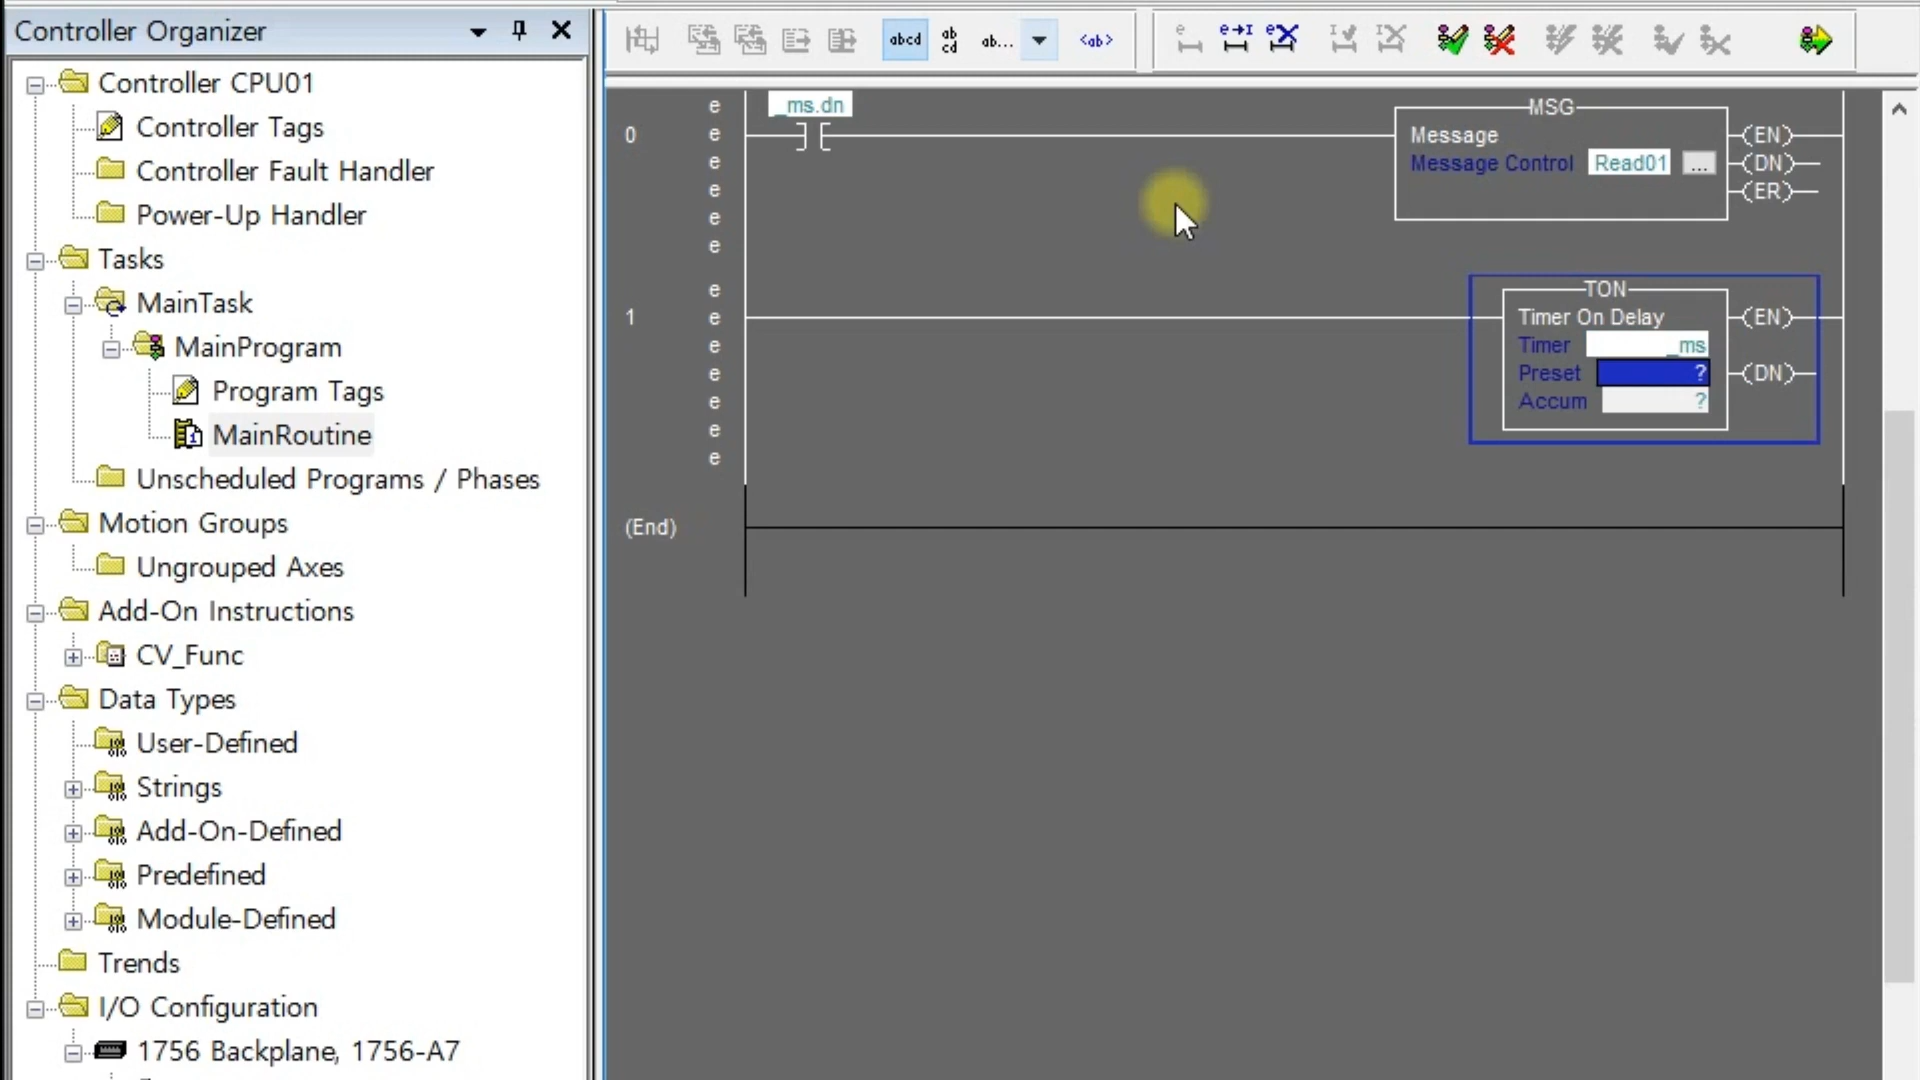 Controller Organizer
Controller CPU01
Controller Tags
Controller Fault Handler
Power-Up Handler
Tasks
MainTask
MainProgram
Program Tags
MainRoutine
Unscheduled Programs / Phases
Motion Groups
Ungrouped Axes
Add-On Instructions
CV_Func
Data Types
User-Defined
Strings
Add-On-Defined
Predefined
Module-Defined
Trends
I/O Configuration
1756 Backplane, 1756-A7
abcd
ab
cd
ab...
<ab>
e
e
e
I
I
0
e
e
e
e
e
e
_ms.dn
MSG
Message
Message Control Read01 ...
(EN)
(DN)
(ER)
1
e
e
e
e
e
e
e
TON
Timer On Delay
Timer _ms
Preset ?
Accum ?
(EN)
(DN)
(End)